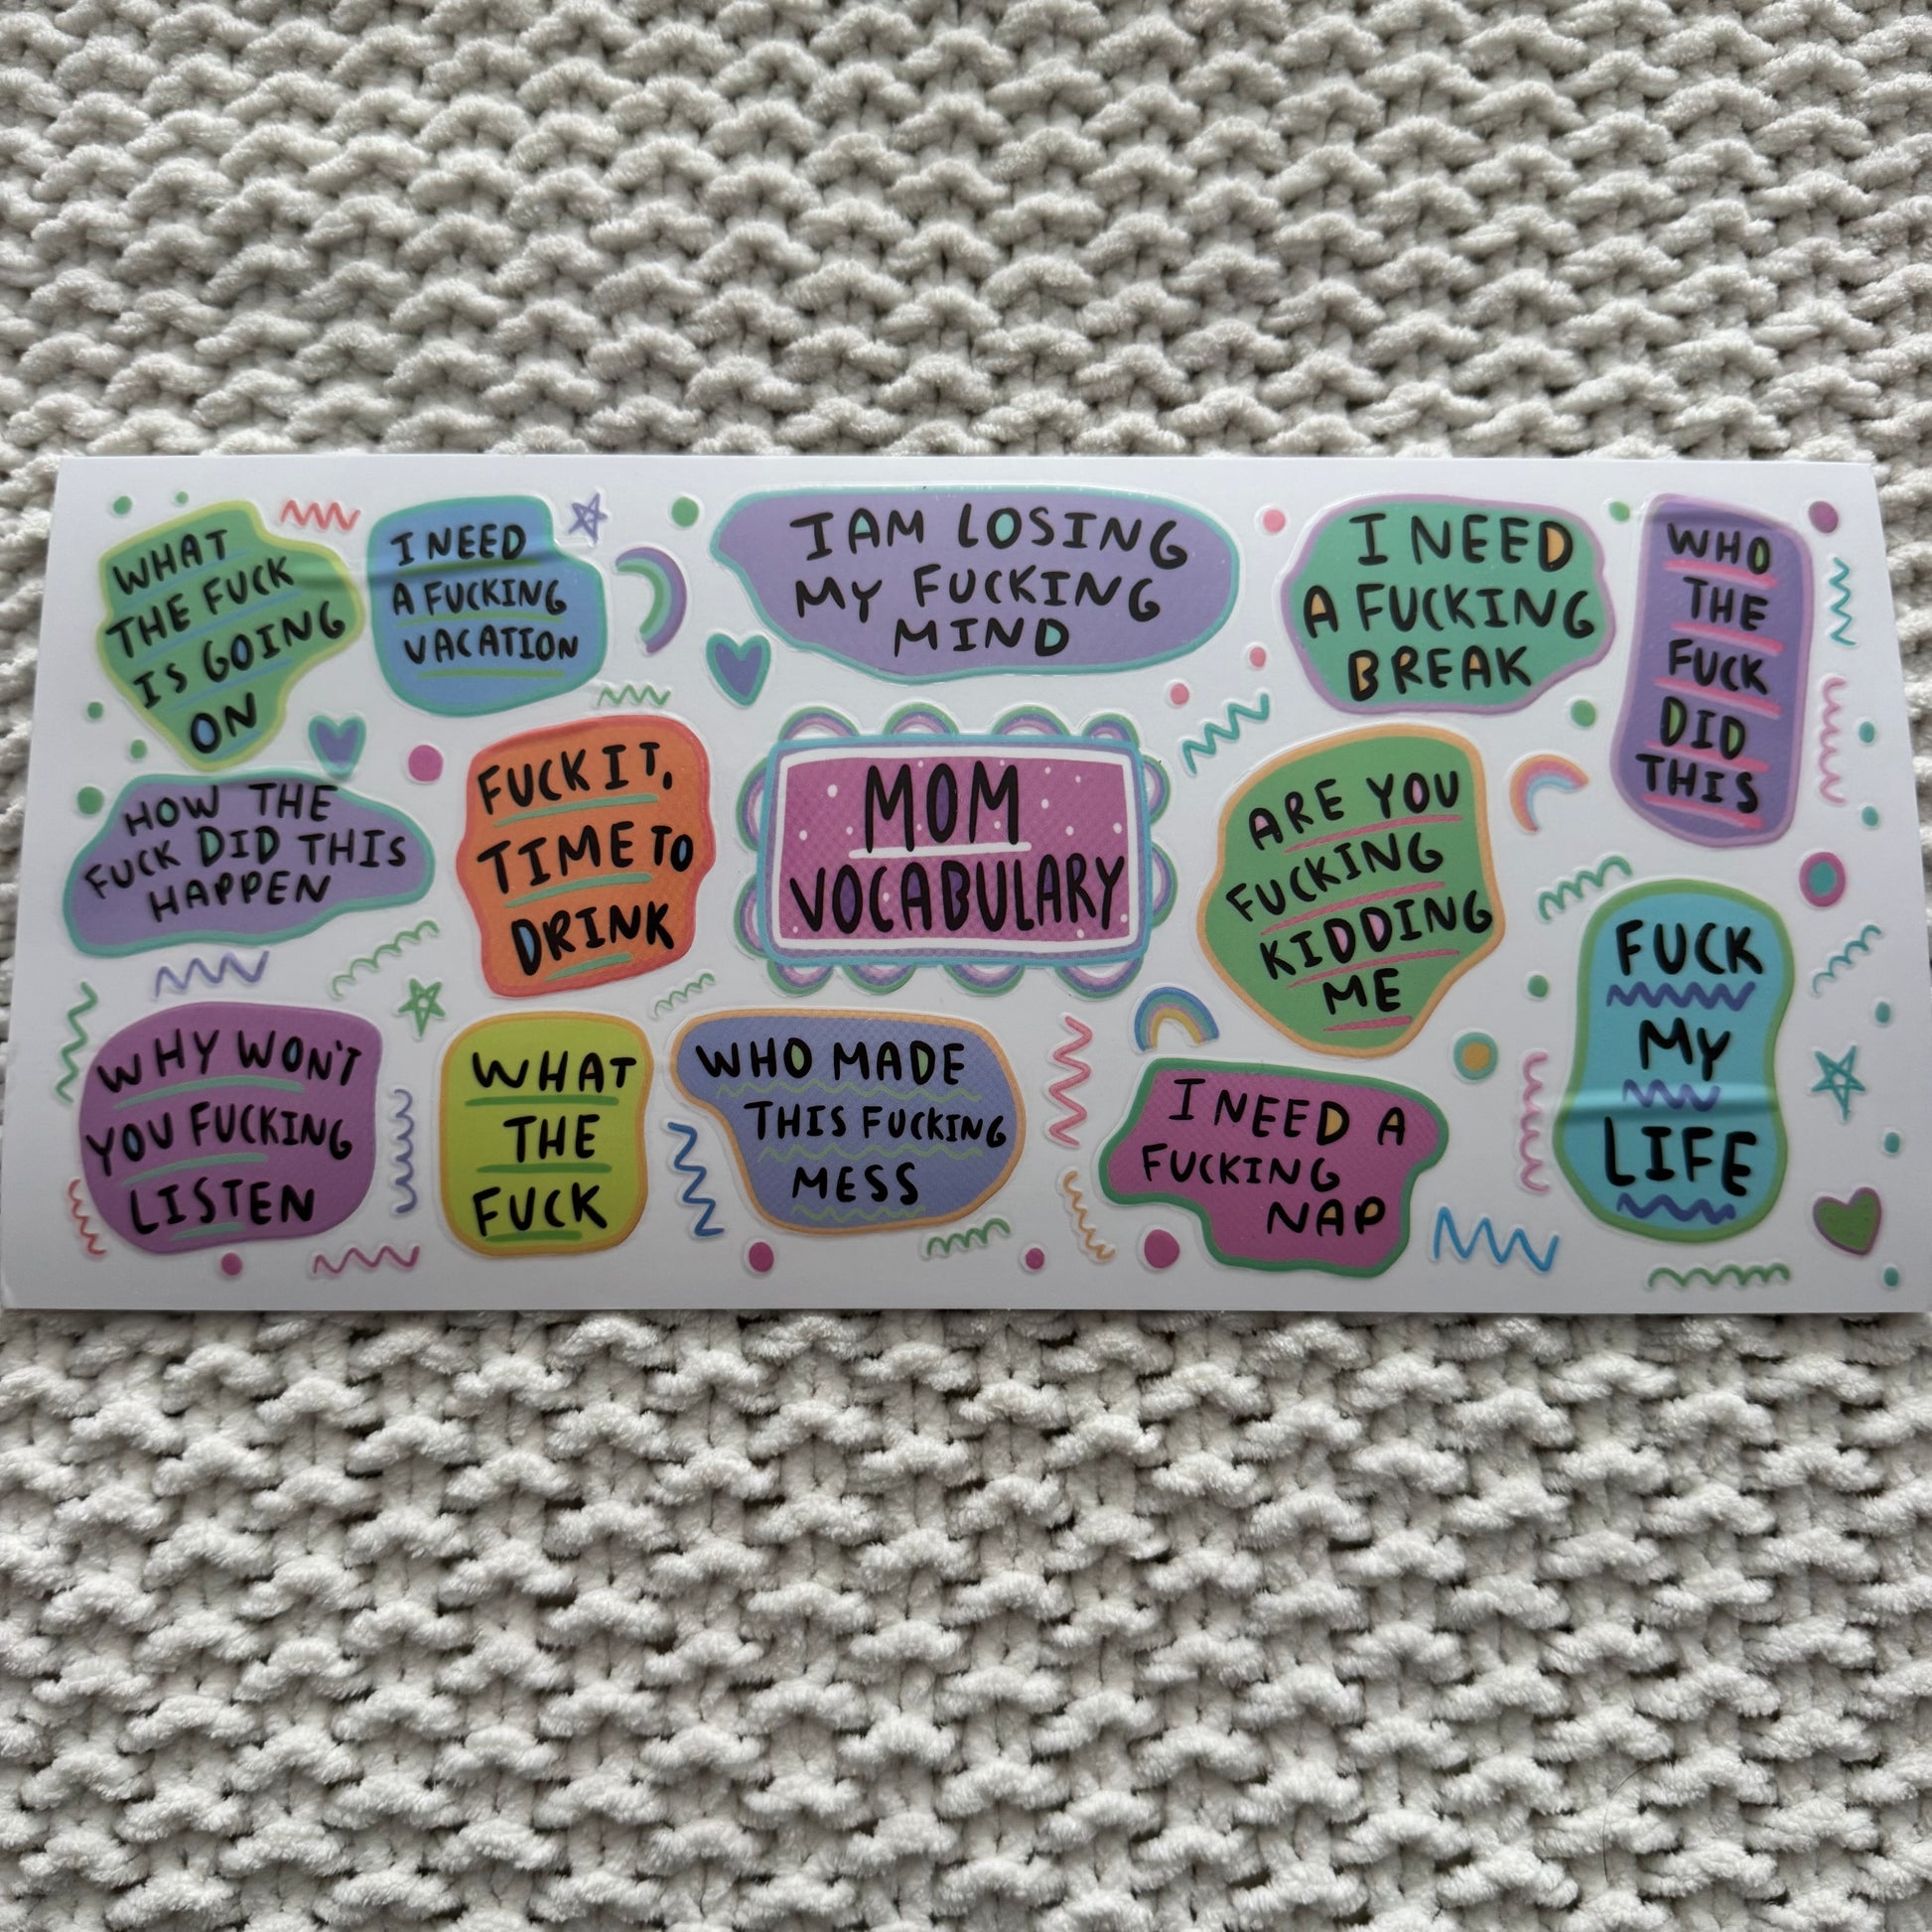 WHAT
THE FUCK
IS GOING
ON
I NEED
A FUCKING
VACATION
I AM LOSING
MY FUCKING
MIND
I NEED
A FUCKING
BREAK
WHO
THE
FUCK
DID
THIS
HOW THE
FUCK DID THIS
HAPPEN
FUCK IT,
TIME TO
DRINK
MOM
VOCABULARY
ARE YOU
FUCKING
KIDDING
ME
FUCK
MY
LIFE
WHY WON'T
YOU FUCKING
LISTEN
WHAT
THE
FUCK
WHO MADE
THIS FUCKING
MESS
I NEED A
FUCKING
NAP